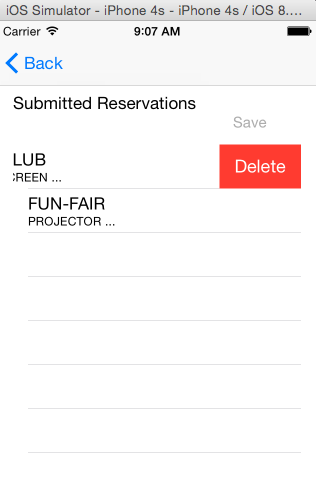 iOS Simulator - iPhone 4s - iPhone 4s / iOS 8....
Carrier 9:07 AM
Back
Submitted Reservations
Save
LUB
REEN ...
Delete
FUN-FAIR
PROJECTOR ...